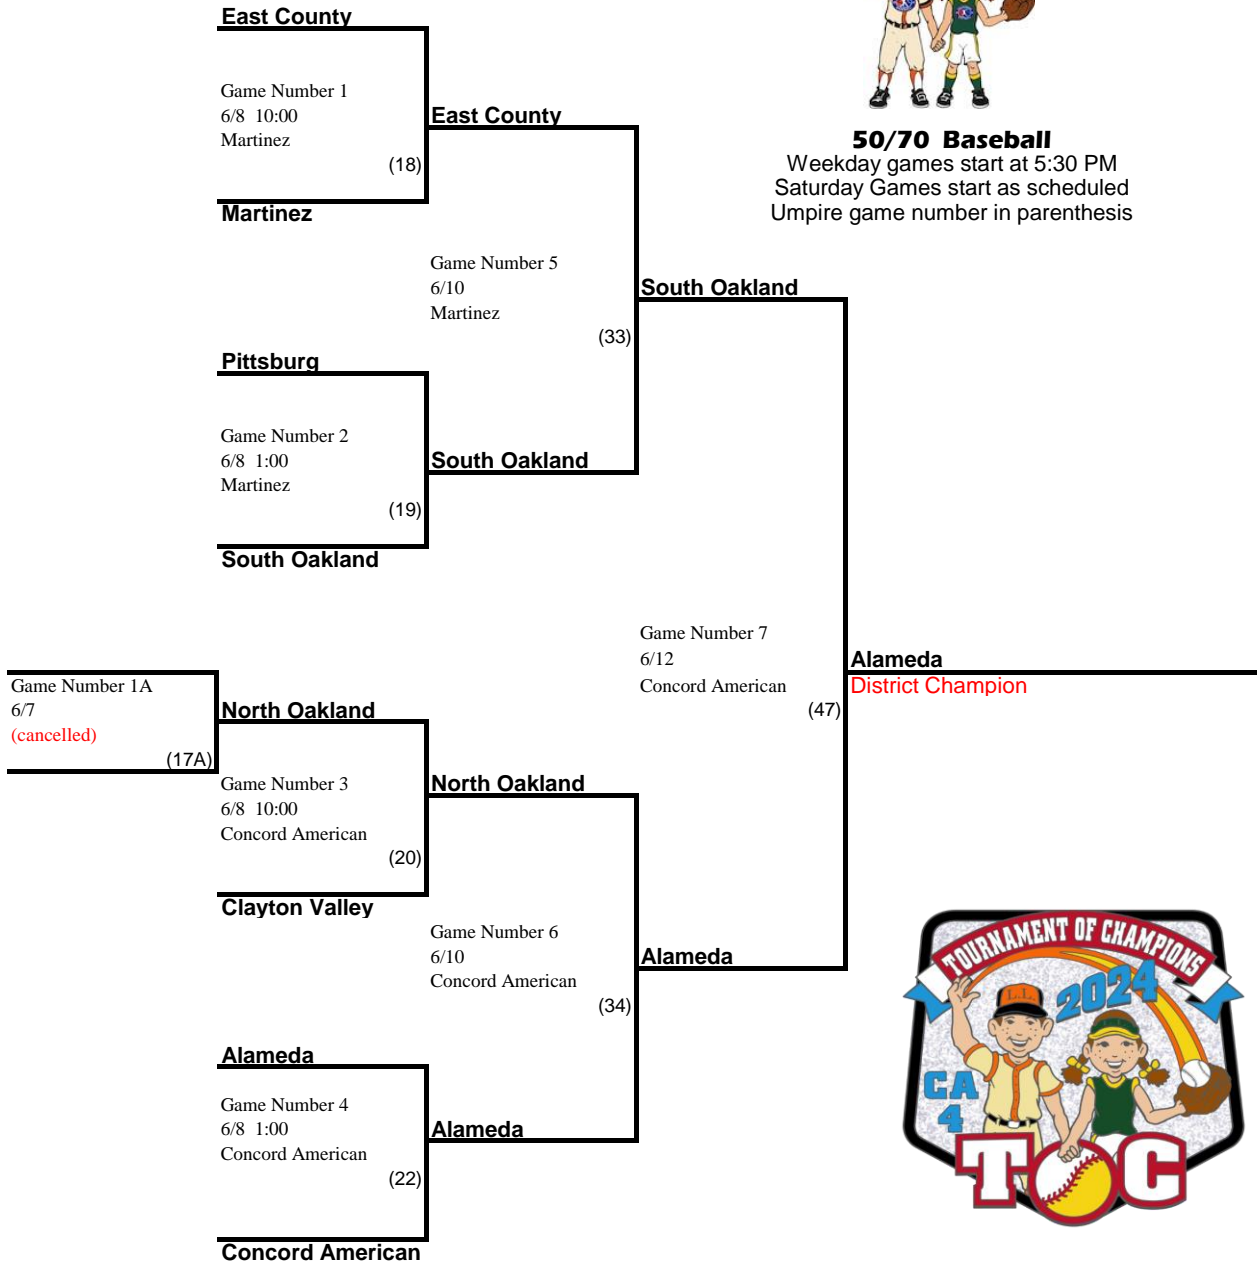 East County
Game Number 1
6/8 10:00
Martinez
(18)
Martinez
East County
50/70 Baseball
Weekday games start at 5:30 PM
Saturday Games start as scheduled
Umpire game number in parenthesis
Game Number 5
6/10
Martinez
(33)
South Oakland
Pittsburg
Game Number 2
6/8 1:00
Martinez
(19)
South Oakland
South Oakland
Game Number 7
6/12
Concord American
(47)
Alameda
District Champion
Game Number 1A
6/7
(cancelled)
(17A)
North Oakland
Game Number 3
6/8 10:00
Concord American
(20)
Clayton Valley
North Oakland
Game Number 6
6/10
Concord American
(34)
Alameda
Alameda
Game Number 4
6/8 1:00
Concord American
(22)
Concord American
Alameda
TOURNAMENT OF CHAMPIONS
2024
L.L.
CA
4
TOC